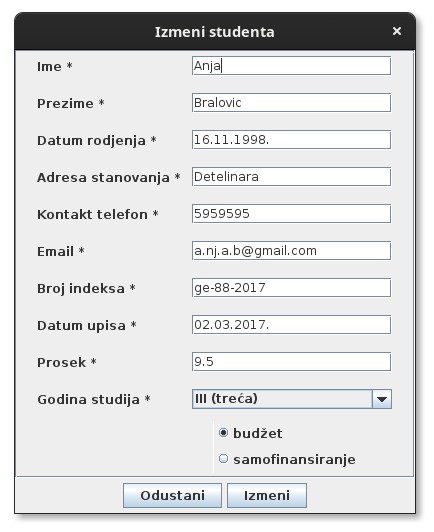 Izmeni studenta
Ime * Anja
Prezime * Bralovic
Datum rodjenja * 16.11.1998.
Adresa stanovanja * Detelinara
Kontakt telefon * 5959595
Email * a.nj.a.b@gmail.com
Broj indeksa * ge-88-2017
Datum upisa * 02.03.2017.
Prosek * 9.5
Godina studija * III (treća)
budžet
samofinansiranje
Odustani Izmeni